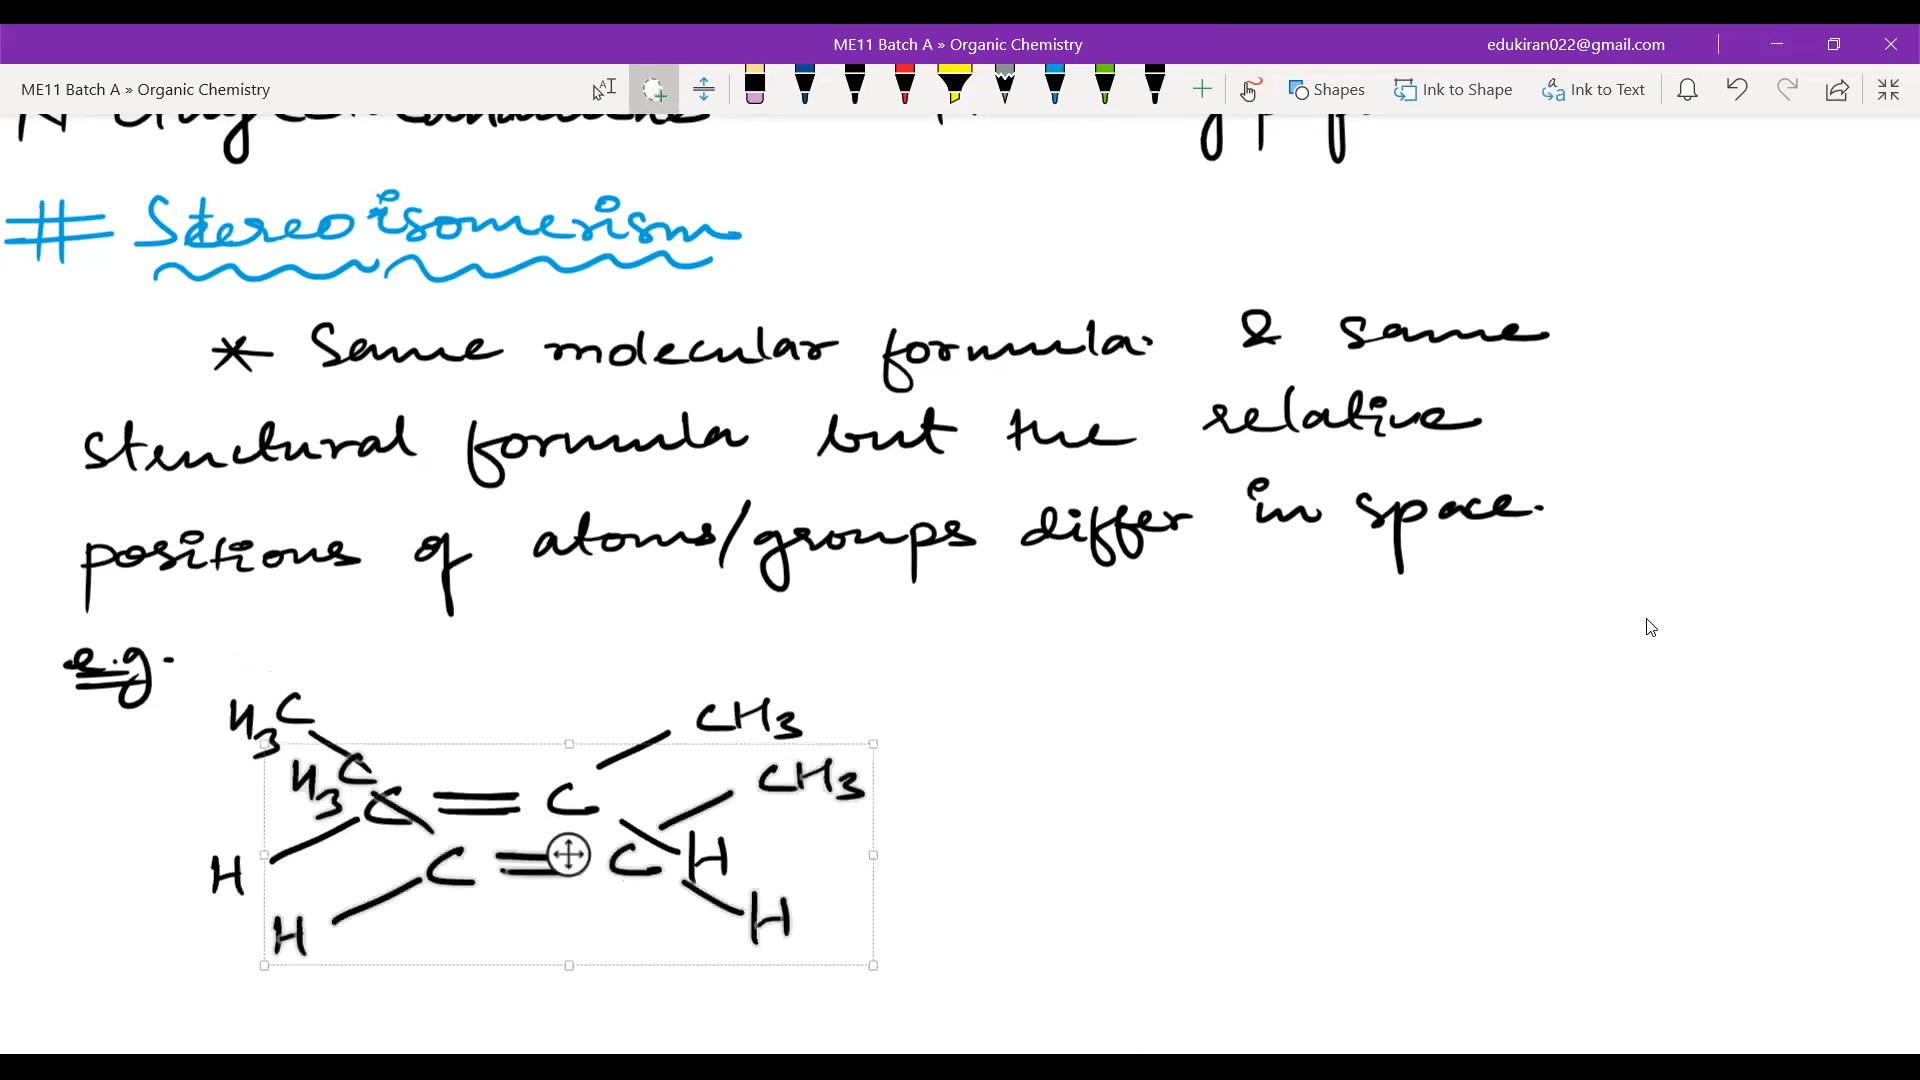 ME11 Batch A » Organic Chemistry
edukiran022@gmail.com
ME11 Batch A » Organic Chemistry
Shapes
Ink to Shape
Ink to Text
# Stereoisomerism
* Same molecular formula & same
structural formula but the relative
positions of atoms/groups differ in space.
e.g.
H3C CH3
H3C CH3
C = C
C = C H
H
H H